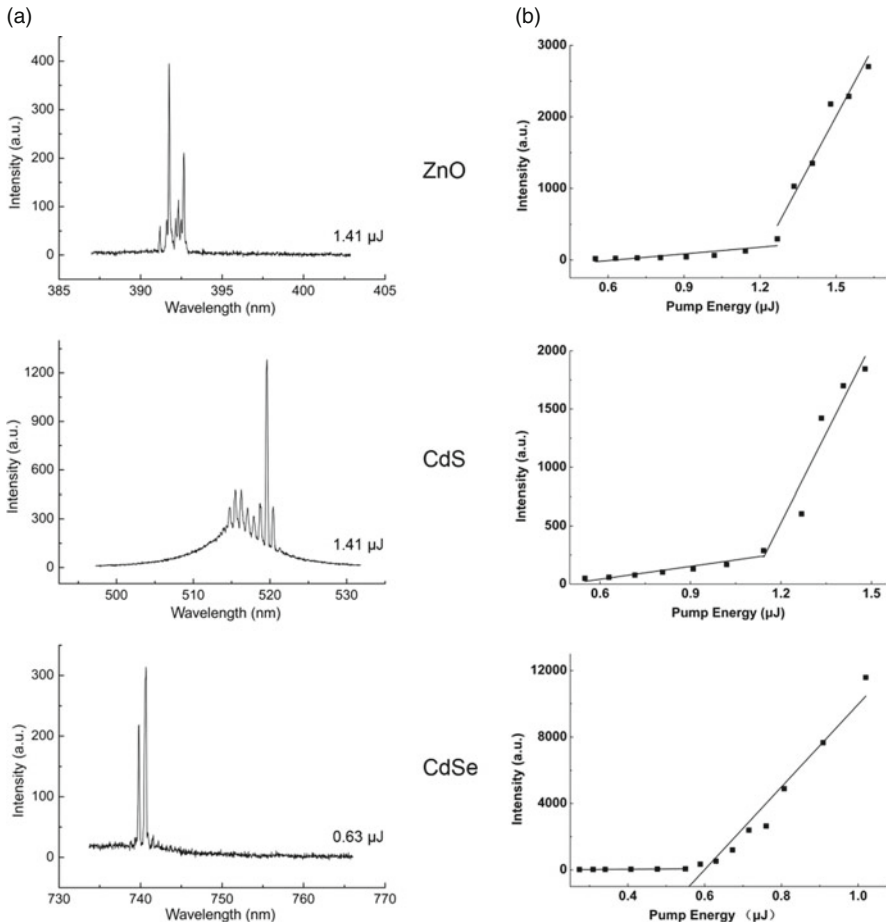 (a)
(b)
400
300
200
100
0
Intensity (a.u.)
1.41 µJ
385 390 395 400 405
Wavelength (nm)
ZnO
3000
2000
1000
0
Intensity (a.u.)
0.6 0.9 1.2 1.5
Pump Energy (µJ)
1200
900
600
300
0
Intensity (a.u.)
1.41 µJ
500 510 520 530
Wavelength (nm)
CdS
2000
1500
1000
500
0
Intensity (a.u.)
0.6 0.9 1.2 1.5
Pump Energy (µJ)
300
200
100
0
Intensity (a.u.)
0.63 µJ
730 740 750 760 770
Wavelength (nm)
CdSe
12000
8000
4000
0
Intensity (a.u.)
0.4 0.6 0.8 1.0
Pump Energy（µJ）